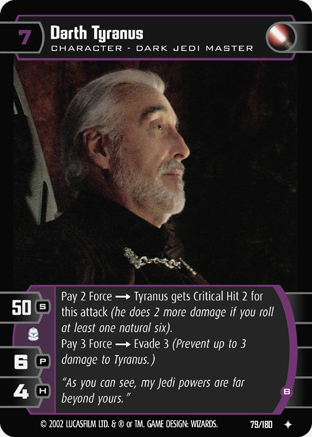 7
Darth Tyranus
CHARACTER - DARK JEDI MASTER
50 S
6 P
4 H
Pay 2 Force → Tyranus gets Critical Hit 2 for
this attack (he does 2 more damage if you roll
at least one natural six).
Pay 3 Force → Evade 3 (Prevent up to 3
damage to Tyranus.)
"As you can see, my Jedi powers are far
beyond yours."
B
© 2002 LUCASFILM LTD. & ® or TM. GAME DESIGN: WIZARDS.
79/180